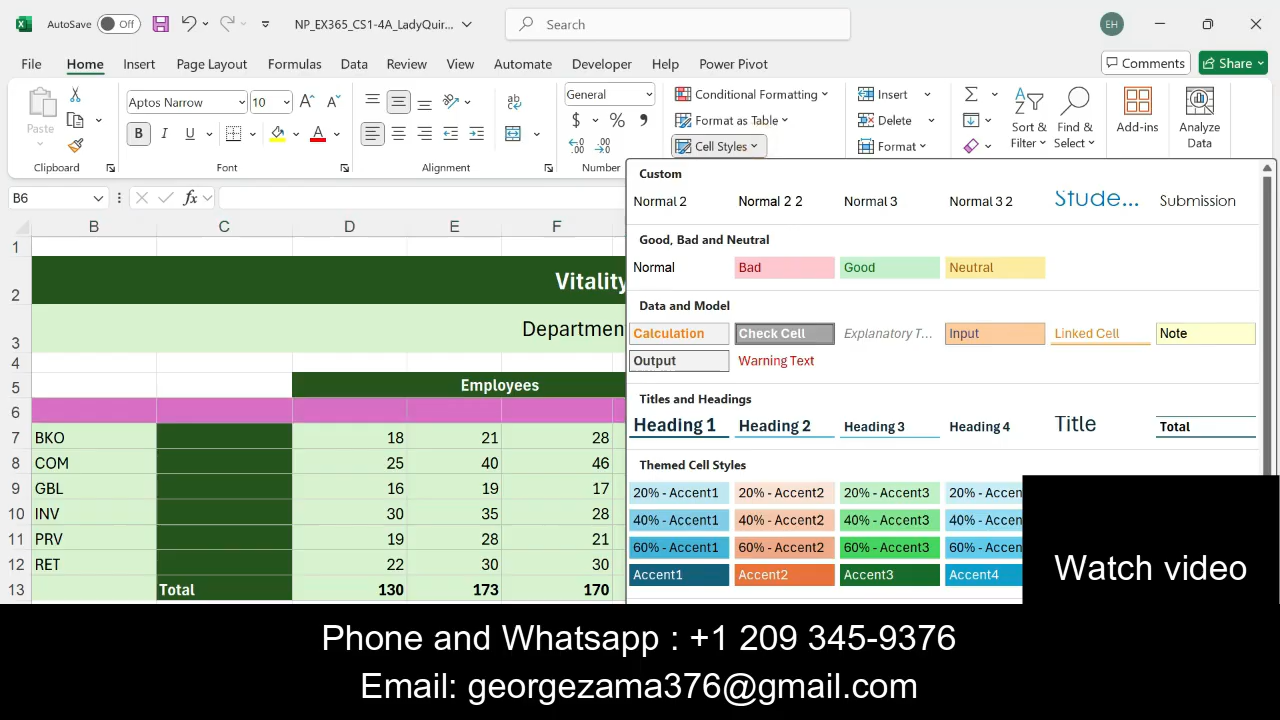 AutoSave Off NP_EX365_CS1-4A_LadyQuir... Search EH
File Home Insert Page Layout Formulas Data Review View Automate Developer Help Power Pivot Comments Share
Paste Aptos Narrow 10 A A ab General Conditional Formatting Insert Σ Sort & Filter Find & Select Add-ins Analyze Data
B I U A $ % , Format as Table Delete
Cell Styles Format
Clipboard Font Alignment Number
B6 fx
B C D E F
1
2 Vitality
3 Departmen
4
5 Employees
6
7 BKO 18 21 28
8 COM 25 40 46
9 GBL 16 19 17
10 INV 30 35 28
11 PRV 19 28 21
12 RET 22 30 30
13 Total 130 173 170
Custom
Normal 2 Normal 2 2 Normal 3 Normal 3 2 Stude... Submission
Good, Bad and Neutral
Normal Bad Good Neutral
Data and Model
Calculation Check Cell Explanatory T... Input Linked Cell Note
Output Warning Text
Titles and Headings
Heading 1 Heading 2 Heading 3 Heading 4 Title Total
Themed Cell Styles
20% - Accent1 20% - Accent2 20% - Accent3 20% - Accen
40% - Accent1 40% - Accent2 40% - Accent3 40% - Accen
60% - Accent1 60% - Accent2 60% - Accent3 60% - Accen
Accent1 Accent2 Accent3 Accent4
Watch video
Phone and Whatsapp : +1 209 345-9376
Email: georgezama376@gmail.com